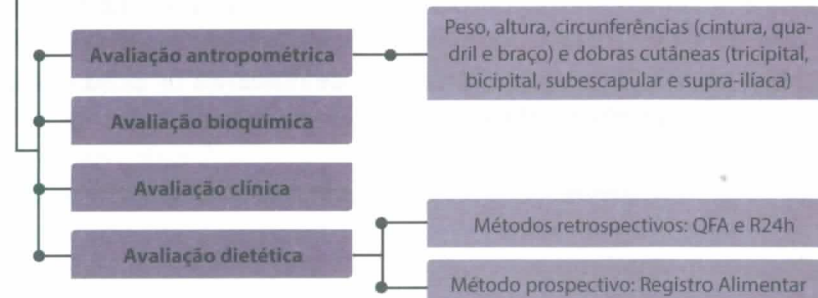 Avaliação antropométrica
Peso, altura, circunferências (cintura, qua-
dril e braço) e dobras cutâneas (tricipital,
bicipital, subescapular e supra-ilíaca)
Avaliação bioquímica
Avaliação clínica
Avaliação dietética
Métodos retrospectivos: QFA e R24h
Método prospectivo: Registro Alimentar